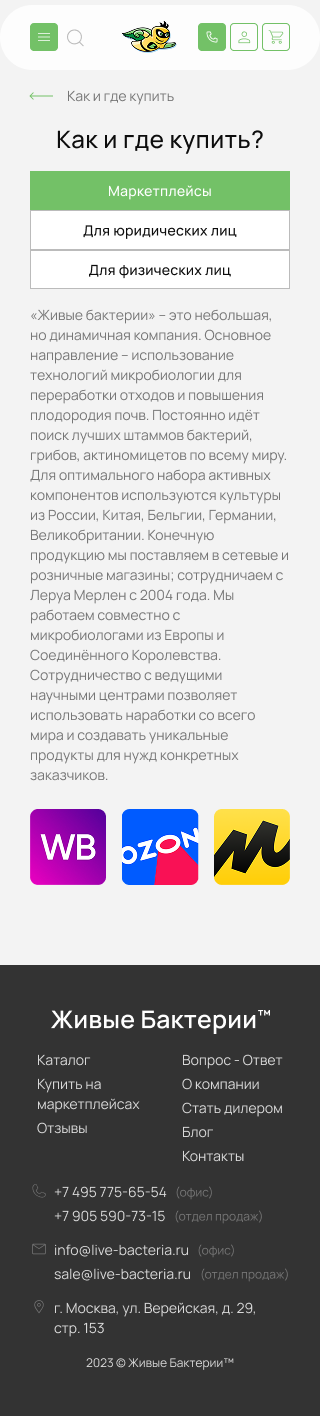 Как и где купить
Как и где купить?
Маркетплейсы
Для юридических лиц
Для физических лиц
«Живые бактерии» – это небольшая,
но динамичная компания. Основное
направление – использование
технологий микробиологии для
переработки отходов и повышения
плодородия почв. Постоянно идёт
поиск лучших штаммов бактерий,
грибов, актиномицетов по всему миру.
Для оптимального набора активных
компонентов используются культуры
из России, Китая, Бельгии, Германии,
Великобритании. Конечную
продукцию мы поставляем в сетевые и
розничные магазины; сотрудничаем с
Леруа Мерлен с 2004 года. Мы
работаем совместно с
микробиологами из Европы и
Соединённого Королевства.
Сотрудничество с ведущими
научными центрами позволяет
использовать наработки со всего
мира и создавать уникальные
продукты для нужд конкретных
заказчиков.
WB OZON
Живые Бактерии™
Каталог
Купить на
маркетплейсах
Отзывы
Вопрос - Ответ
О компании
Стать дилером
Блог
Контакты
+7 495 775-65-54 (офис)
+7 905 590-73-15 (отдел продаж)
info@live-bacteria.ru (офис)
sale@live-bacteria.ru (отдел продаж)
г. Москва, ул. Верейская, д. 29,
стр. 153
2023 © Живые Бактерии™